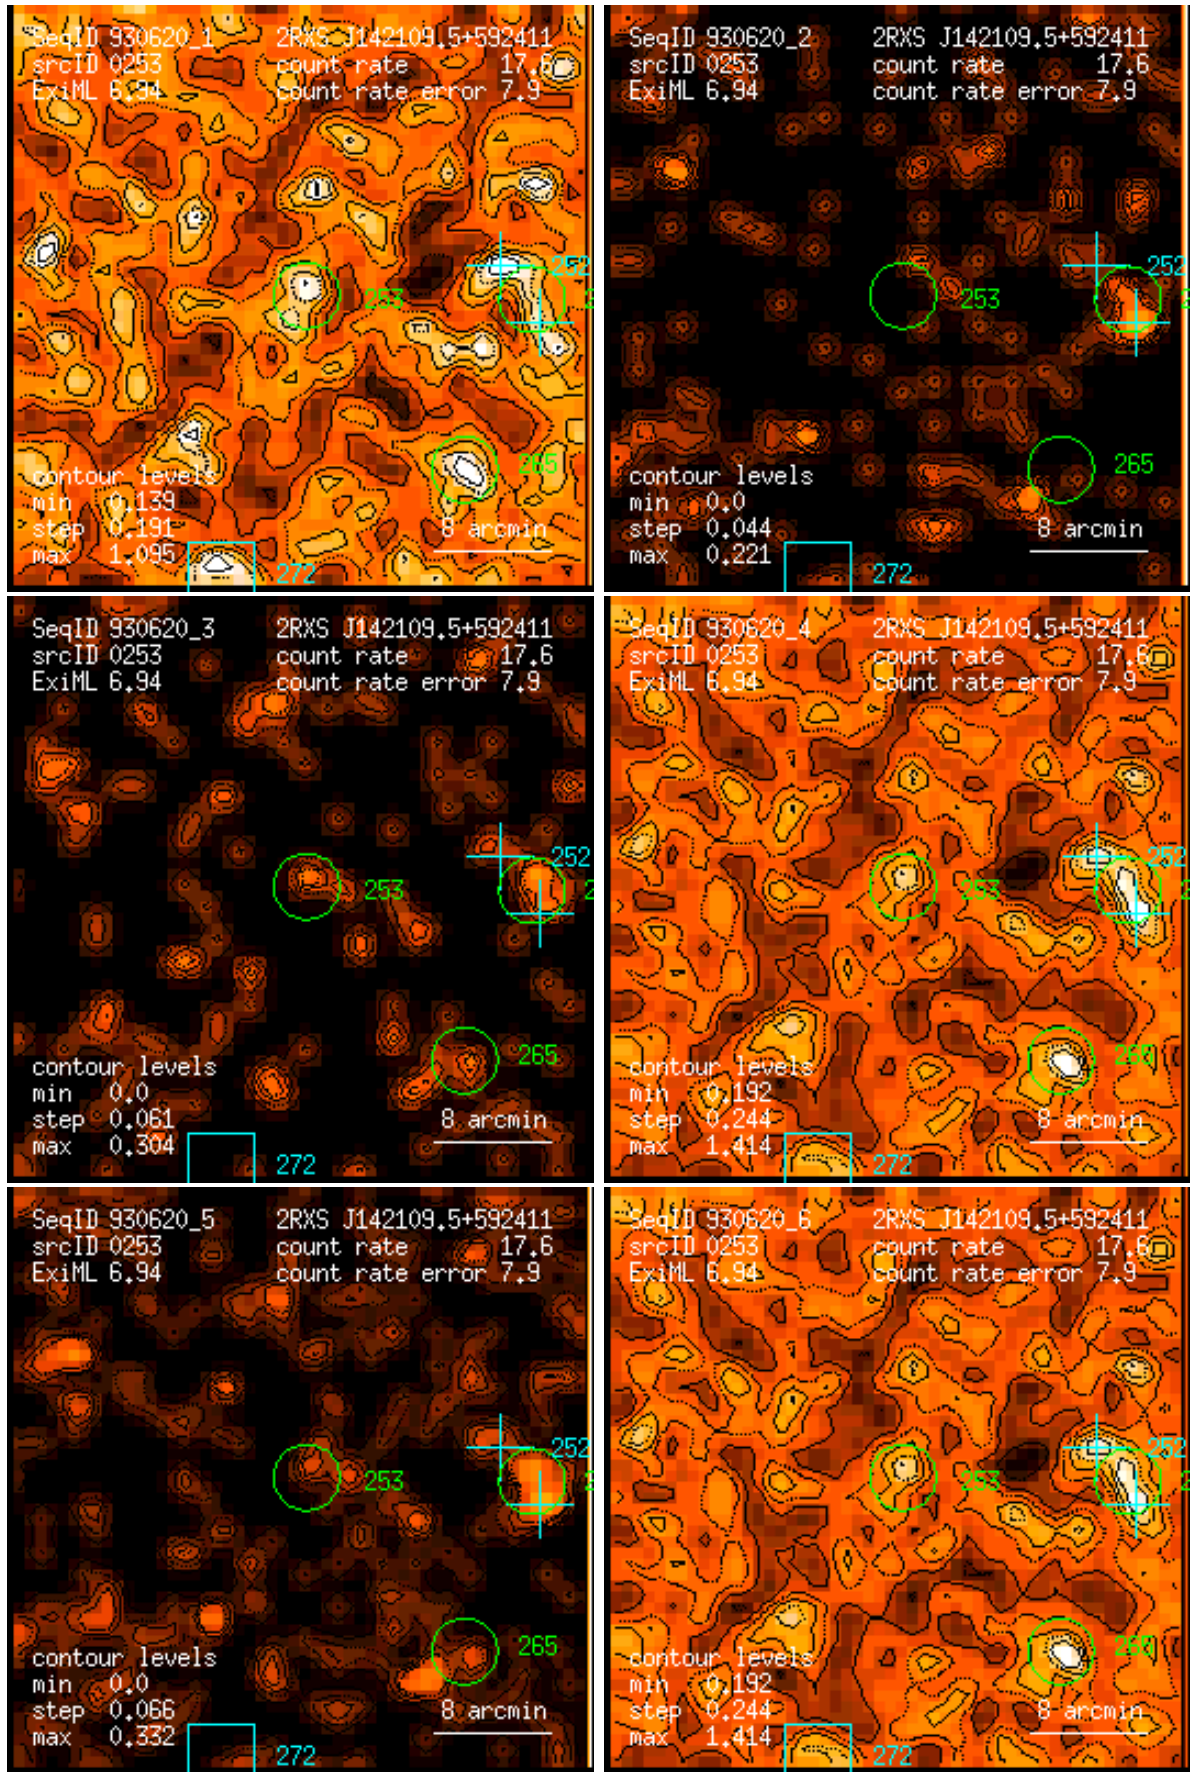 SeqID 930620_1 2RXS J142109.5+592411
srcID 0253 count rate 17.6
ExiML 6.94 count rate error 7.9
252
253
265
contour levels
min 0.139
step 0.191 8 arcmin
max 1.095
272
SeqID 930620_2 2RXS J142109.5+592411
srcID 0253 count rate 17.6
ExiML 6.94 count rate error 7.9
252
253
265
contour levels
min 0.0
step 0.044 8 arcmin
max 0.221
272
SeqID 930620_3 2RXS J142109.5+592411
srcID 0253 count rate 17.6
ExiML 6.94 count rate error 7.9
252
253
265
contour levels
min 0.0
step 0.061 8 arcmin
max 0.304
272
SeqID 930620_4 2RXS J142109.5+592411
srcID 0253 count rate 17.6
ExiML 6.94 count rate error 7.9
252
253
265
contour levels
min 0.192
step 0.244 8 arcmin
max 1.414
272
SeqID 930620_5 2RXS J142109.5+592411
srcID 0253 count rate 17.6
ExiML 6.94 count rate error 7.9
252
253
265
contour levels
min 0.0
step 0.066 8 arcmin
max 0.332
272
SeqID 930620_6 2RXS J142109.5+592411
srcID 0253 count rate 17.6
ExiML 6.94 count rate error 7.9
252
253
265
contour levels
min 0.192
step 0.244 8 arcmin
max 1.414
272